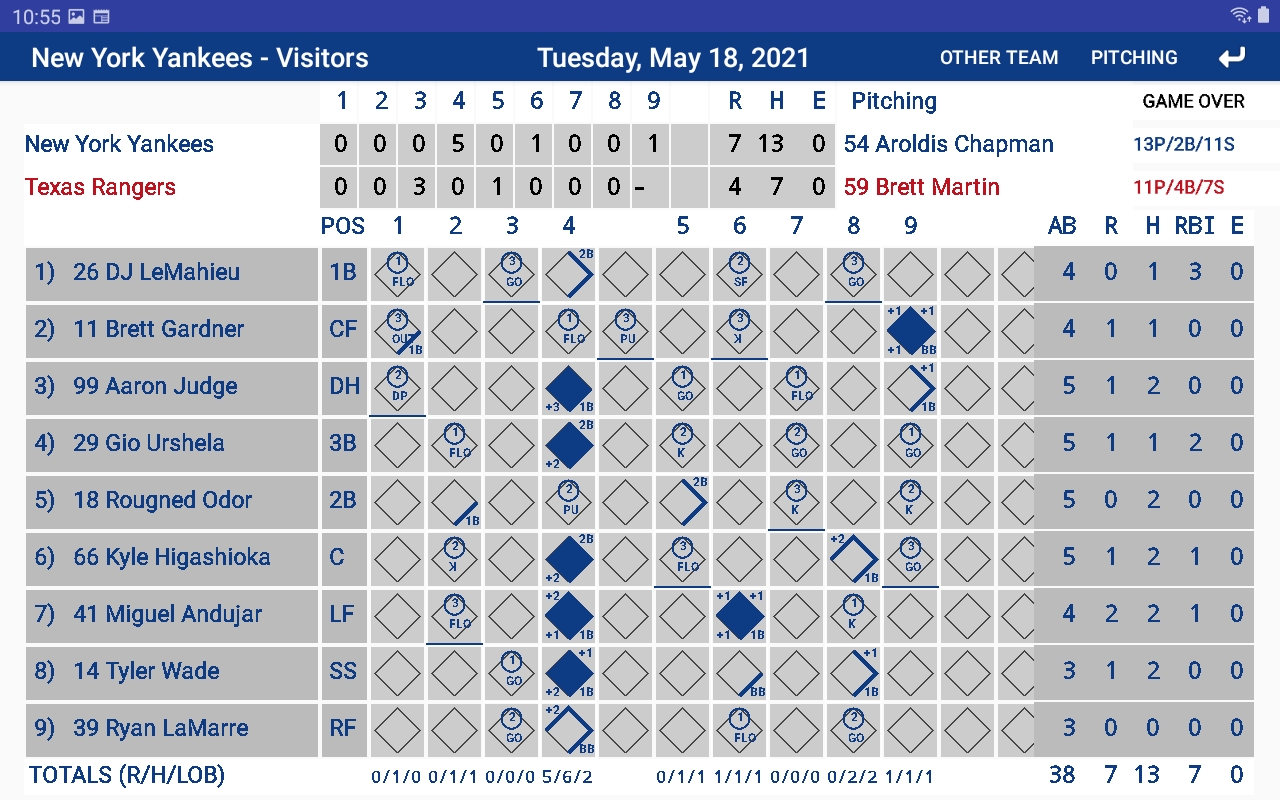 10:55
New York Yankees - Visitors Tuesday, May 18, 2021 OTHER TEAM PITCHING
1 2 3 4 5 6 7 8 9 R H E Pitching GAME OVER
New York Yankees 0 0 0 5 0 1 0 0 1 7 13 0 54 Aroldis Chapman 13P/2B/11S
Texas Rangers 0 0 3 0 1 0 0 0 - 4 7 0 59 Brett Martin 11P/4B/7S
POS 1 2 3 4 5 6 7 8 9 AB R H RBI E
1) 26 DJ LeMahieu 1B 1 FLO 3 GO 2B 2 SF 3 GO 4 0 1 3 0
2) 11 Brett Gardner CF 3 OUT 1B 1 FLO 3 PU 3 K +1 +1 +1 BB 4 1 1 0 0
3) 99 Aaron Judge DH 2 DP +3 1B 1 GO 1 FLO +1 1B 5 1 2 0 0
4) 29 Gio Urshela 3B 1 FLO 2B +2 2 K 2 GO 1 GO 5 1 1 2 0
5) 18 Rougned Odor 2B 1B 2 PU 2B 3 K 2 K 5 0 2 0 0
6) 66 Kyle Higashioka C 2 K 2B +2 3 FLO +2 1B 3 GO 5 1 2 1 0
7) 41 Miguel Andujar LF 3 FLO +2 +1 1B +1 +1 1B 1 K 4 2 2 1 0
8) 14 Tyler Wade SS 1 GO +1 +2 1B BB +1 1B 3 1 2 0 0
9) 39 Ryan LaMarre RF 2 GO +2 BB 1 FLO 2 GO 3 0 0 0 0
TOTALS (R/H/LOB) 0/1/0 0/1/1 0/0/0 5/6/2 0/1/1 1/1/1 0/0/0 0/2/2 1/1/1 38 7 13 7 0